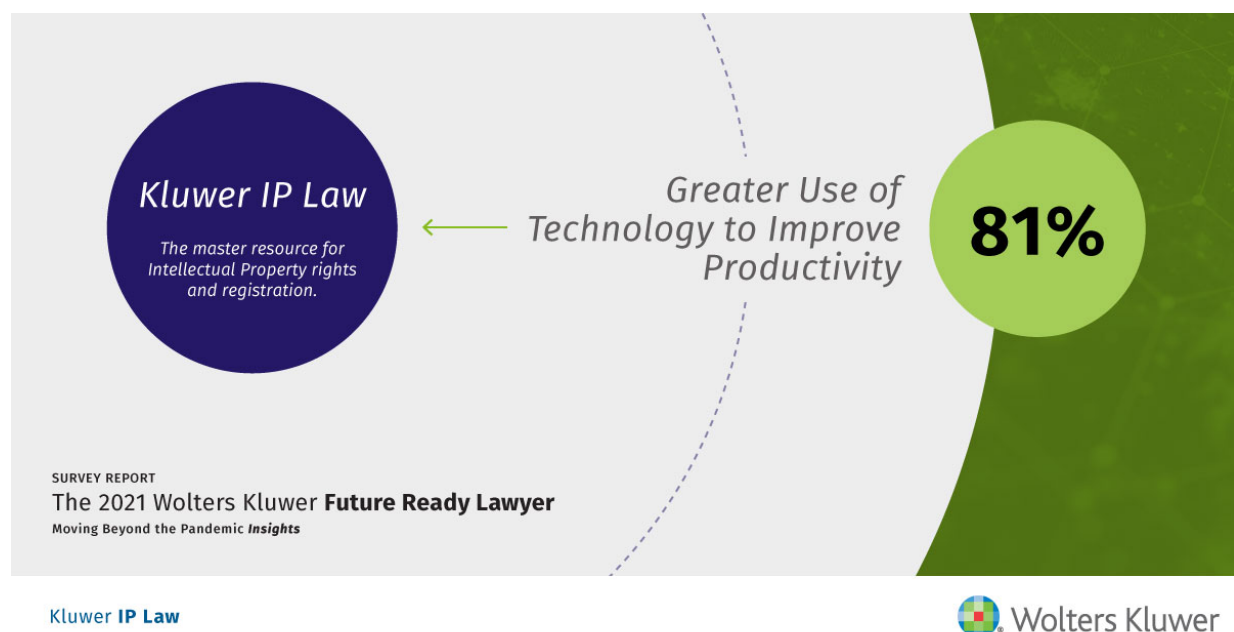 Kluwer IP Law
The master resource for
Intellectual Property rights
and registration.
Greater Use of
Technology to Improve
Productivity
81%
SURVEY REPORT
The 2021 Wolters Kluwer Future Ready Lawyer
Moving Beyond the Pandemic Insights
Kluwer IP Law
Wolters Kluwer